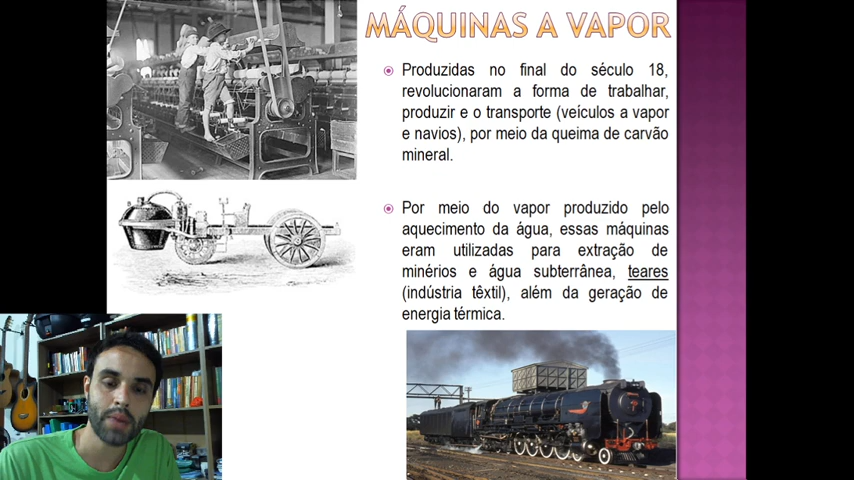 MÁQUINAS A VAPOR
Produzidas no final do século 18,
revolucionaram a forma de trabalhar,
produzir e o transporte (veículos a vapor
e navios), por meio da queima de carvão
mineral.
Por meio do vapor produzido pelo
aquecimento da água, essas máquinas
eram utilizadas para extração de
minérios e água subterrânea, teares
(indústria têxtil), além da geração de
energia térmica.